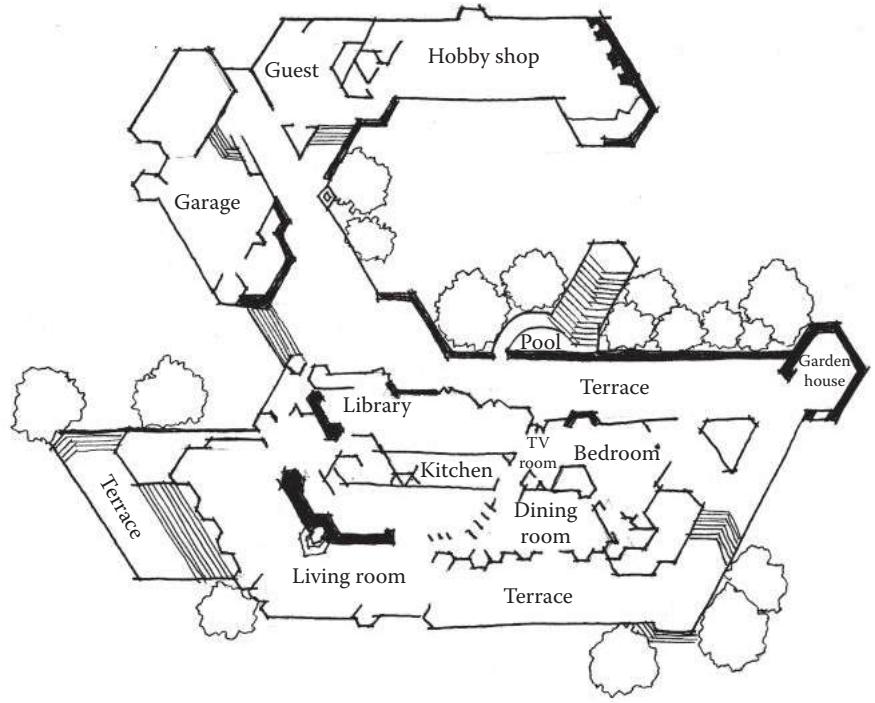 Hobby shop
Guest
Garage
Pool
Garden
house
Terrace
Library
TV
room
Bedroom
Kitchen
Terrace
Dining
room
Living room
Terrace